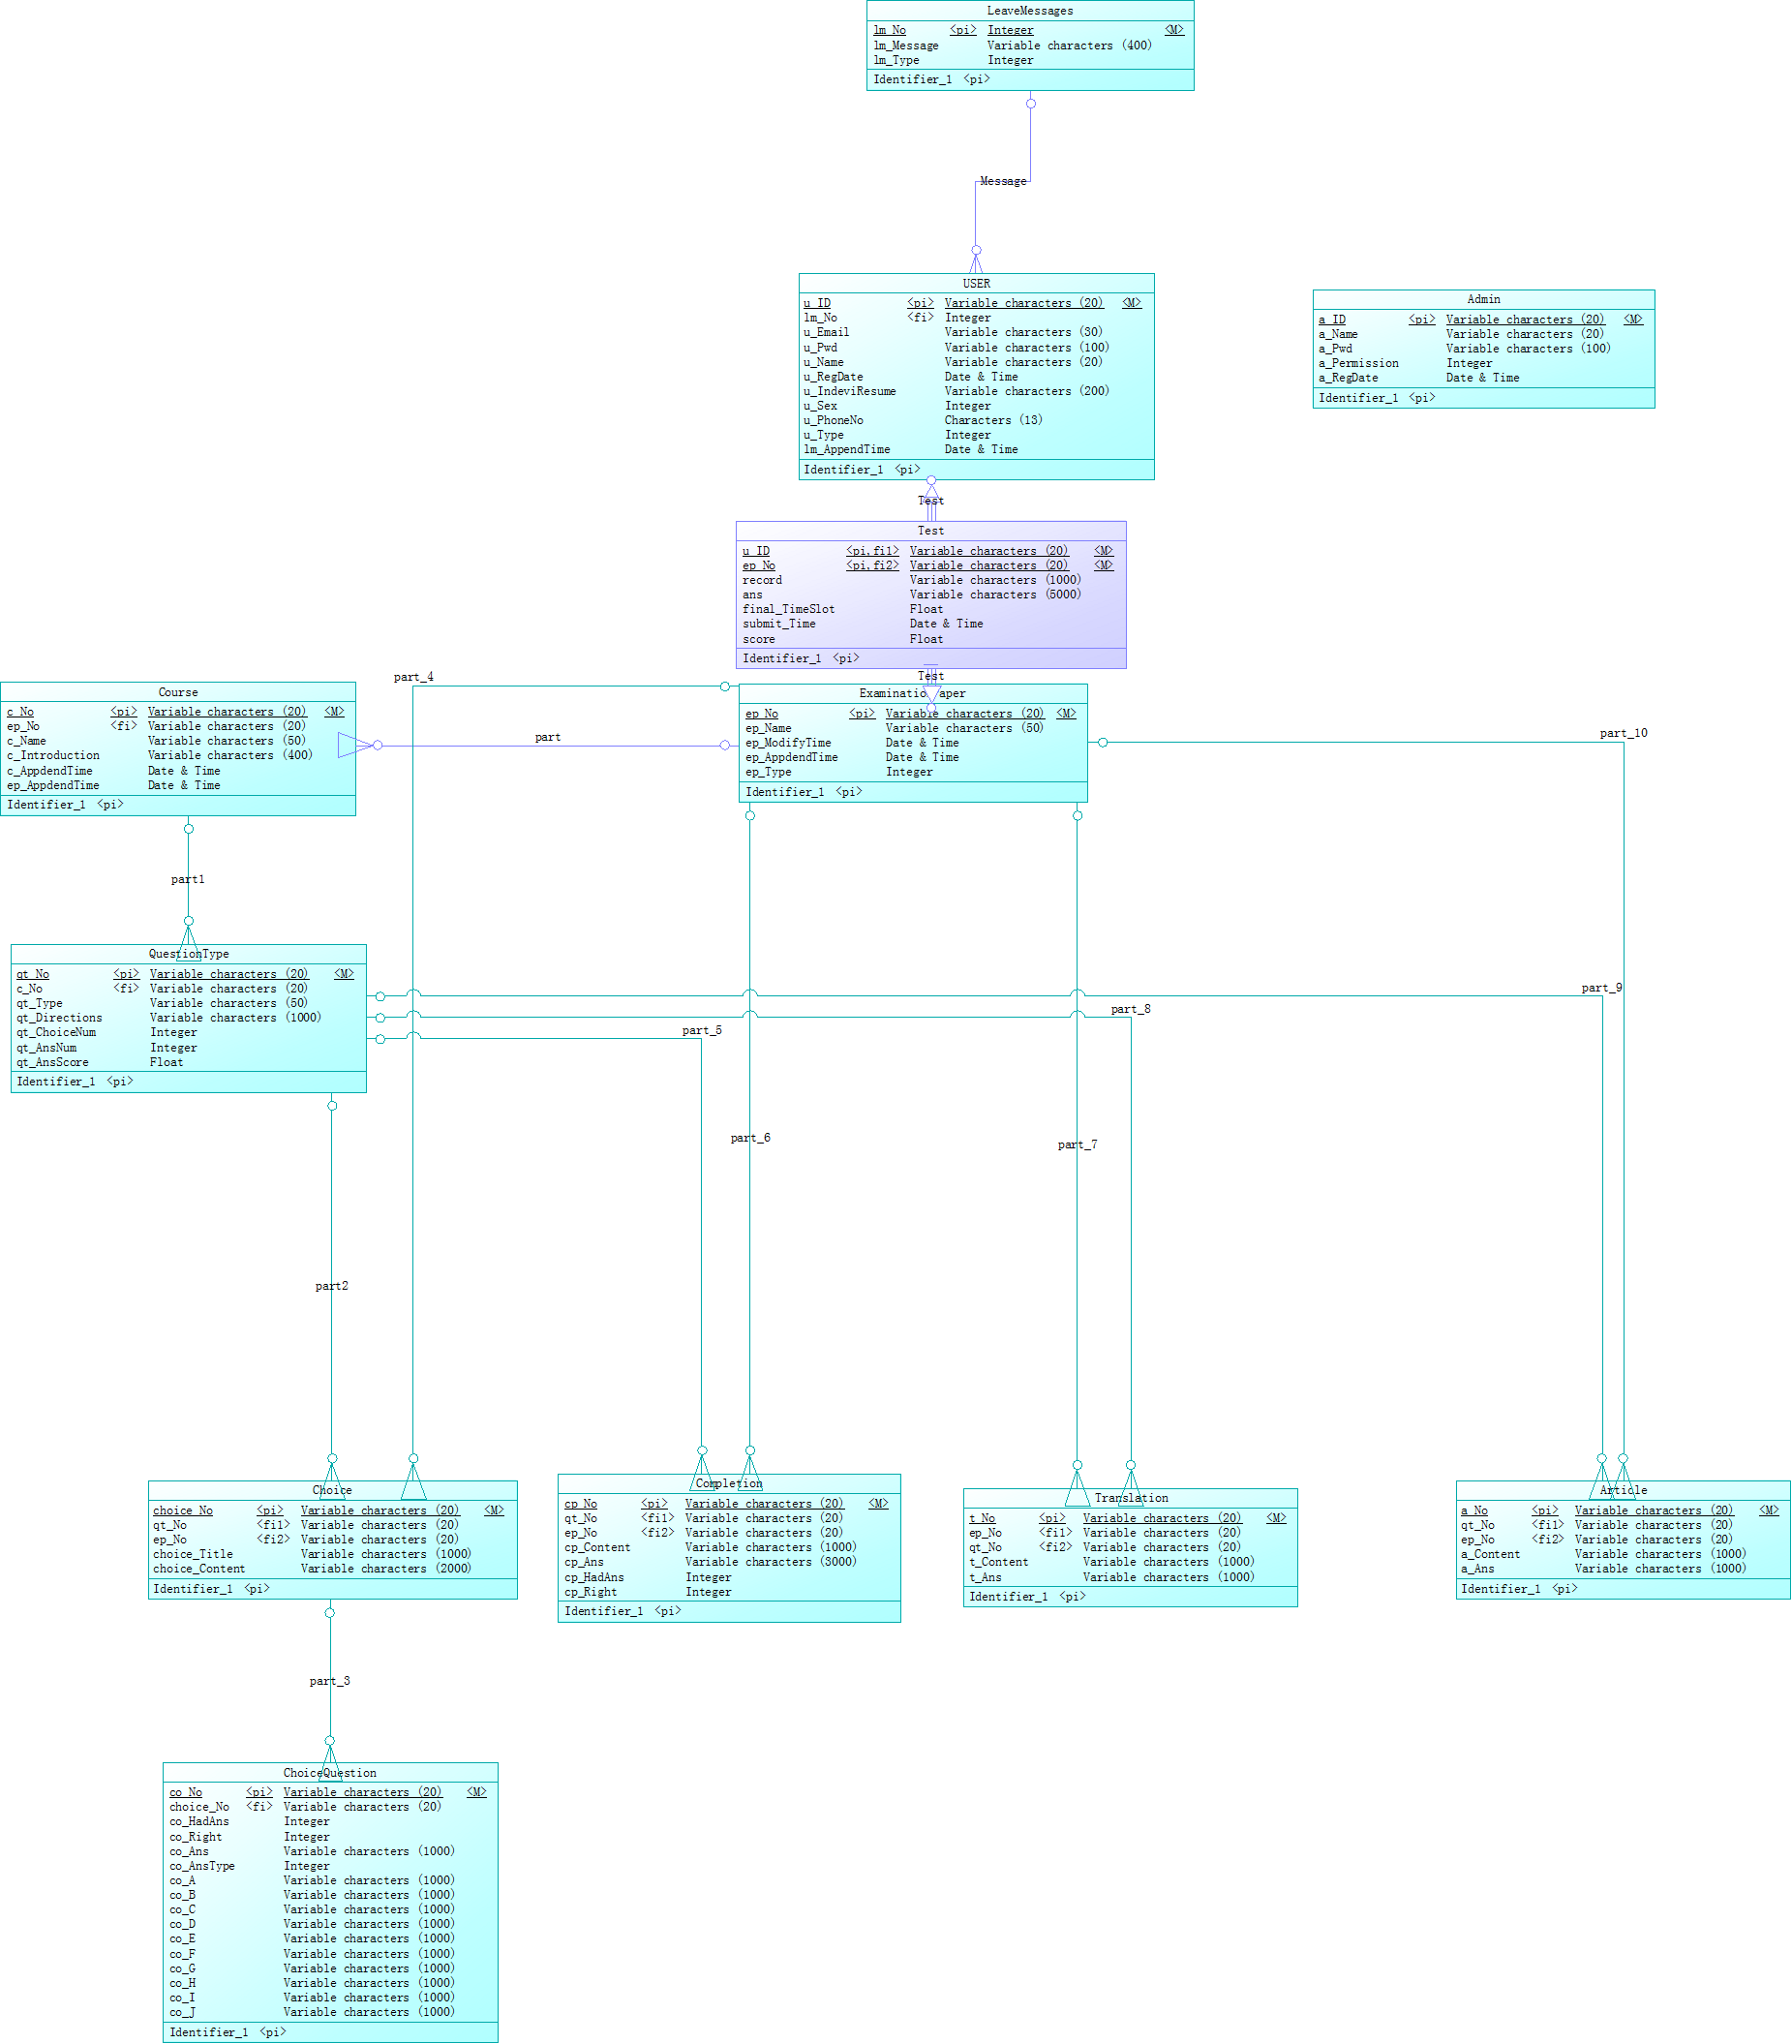 LeaveMessages
lm_No <pi> Integer <M>
lm_Message Variable characters (400)
lm_Type Integer
Identifier_1 <pi>
Message
USER
u_ID <pi> Variable characters (20) <M>
lm_No <fi> Integer
u_Email Variable characters (30)
u_Pwd Variable characters (100)
u_Name Variable characters (20)
u_RegDate Date & Time
u_IndeviResume Variable characters (200)
u_Sex Integer
u_PhoneNo Characters (13)
u_Type Integer
lm_AppendTime Date & Time
Identifier_1 <pi>
Admin
a_ID <pi> Variable characters (20) <M>
a_Name Variable characters (20)
a_Pwd Variable characters (100)
a_Permission Integer
a_RegDate Date & Time
Identifier_1 <pi>
Test
Test
u_ID <pi,fi1> Variable characters (20) <M>
ep_No <pi,fi2> Variable characters (20) <M>
record Variable characters (1000)
ans Variable characters (5000)
final_TimeSlot Float
submit_Time Date & Time
score Float
Identifier_1 <pi>
Test
part_4
Course
c_No <pi> Variable characters (20) <M>
ep_No <fi> Variable characters (20)
c_Name Variable characters (50)
c_Introduction Variable characters (400)
c_AppdendTime Date & Time
ep_AppdendTime Date & Time
Identifier_1 <pi>
part
ExaminationPaper
ep_No <pi> Variable characters (20) <M>
ep_Name Variable characters (50)
ep_ModifyTime Date & Time
ep_AppdendTime Date & Time
ep_Type Integer
Identifier_1 <pi>
part_10
part1
QuestionType
qt_No <pi> Variable characters (20) <M>
c_No <fi> Variable characters (20)
qt_Type Variable characters (50)
qt_Directions Variable characters (1000)
qt_ChoiceNum Integer
qt_AnsNum Integer
qt_AnsScore Float
Identifier_1 <pi>
part_9
part_8
part_5
part_6
part_7
part2
Choice
choice_No <pi> Variable characters (20) <M>
qt_No <fi1> Variable characters (20)
ep_No <fi2> Variable characters (20)
choice_Title Variable characters (1000)
choice_Content Variable characters (2000)
Identifier_1 <pi>
Completion
cp_No <pi> Variable characters (20) <M>
qt_No <fi1> Variable characters (20)
ep_No <fi2> Variable characters (20)
cp_Content Variable characters (1000)
cp_Ans Variable characters (3000)
cp_HadAns Integer
cp_Right Integer
Identifier_1 <pi>
Translation
t_No <pi> Variable characters (20) <M>
ep_No <fi1> Variable characters (20)
qt_No <fi2> Variable characters (20)
t_Content Variable characters (1000)
t_Ans Variable characters (1000)
Identifier_1 <pi>
Article
a_No <pi> Variable characters (20) <M>
qt_No <fi1> Variable characters (20)
ep_No <fi2> Variable characters (20)
a_Content Variable characters (1000)
a_Ans Variable characters (1000)
Identifier_1 <pi>
part_3
ChoiceQuestion
co_No <pi> Variable characters (20) <M>
choice_No <fi> Variable characters (20)
co_HadAns Integer
co_Right Integer
co_Ans Variable characters (1000)
co_AnsType Integer
co_A Variable characters (1000)
co_B Variable characters (1000)
co_C Variable characters (1000)
co_D Variable characters (1000)
co_E Variable characters (1000)
co_F Variable characters (1000)
co_G Variable characters (1000)
co_H Variable characters (1000)
co_I Variable characters (1000)
co_J Variable characters (1000)
Identifier_1 <pi>